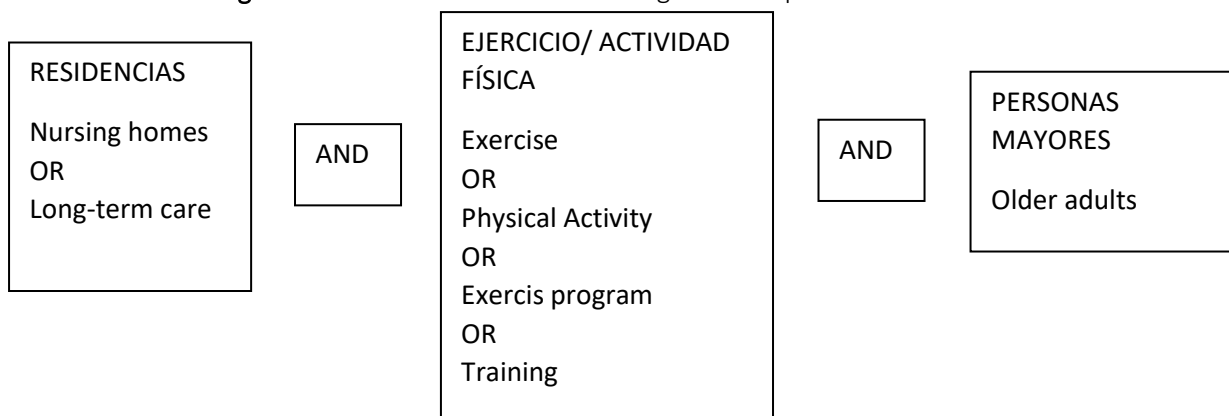 RESIDENCIAS
Nursing homes
OR
Long-term care
AND
EJERCICIO/ ACTIVIDAD
FÍSICA
Exercise
OR
Physical Activity
OR
Exercis program
OR
Training
AND
PERSONAS
MAYORES
Older adults